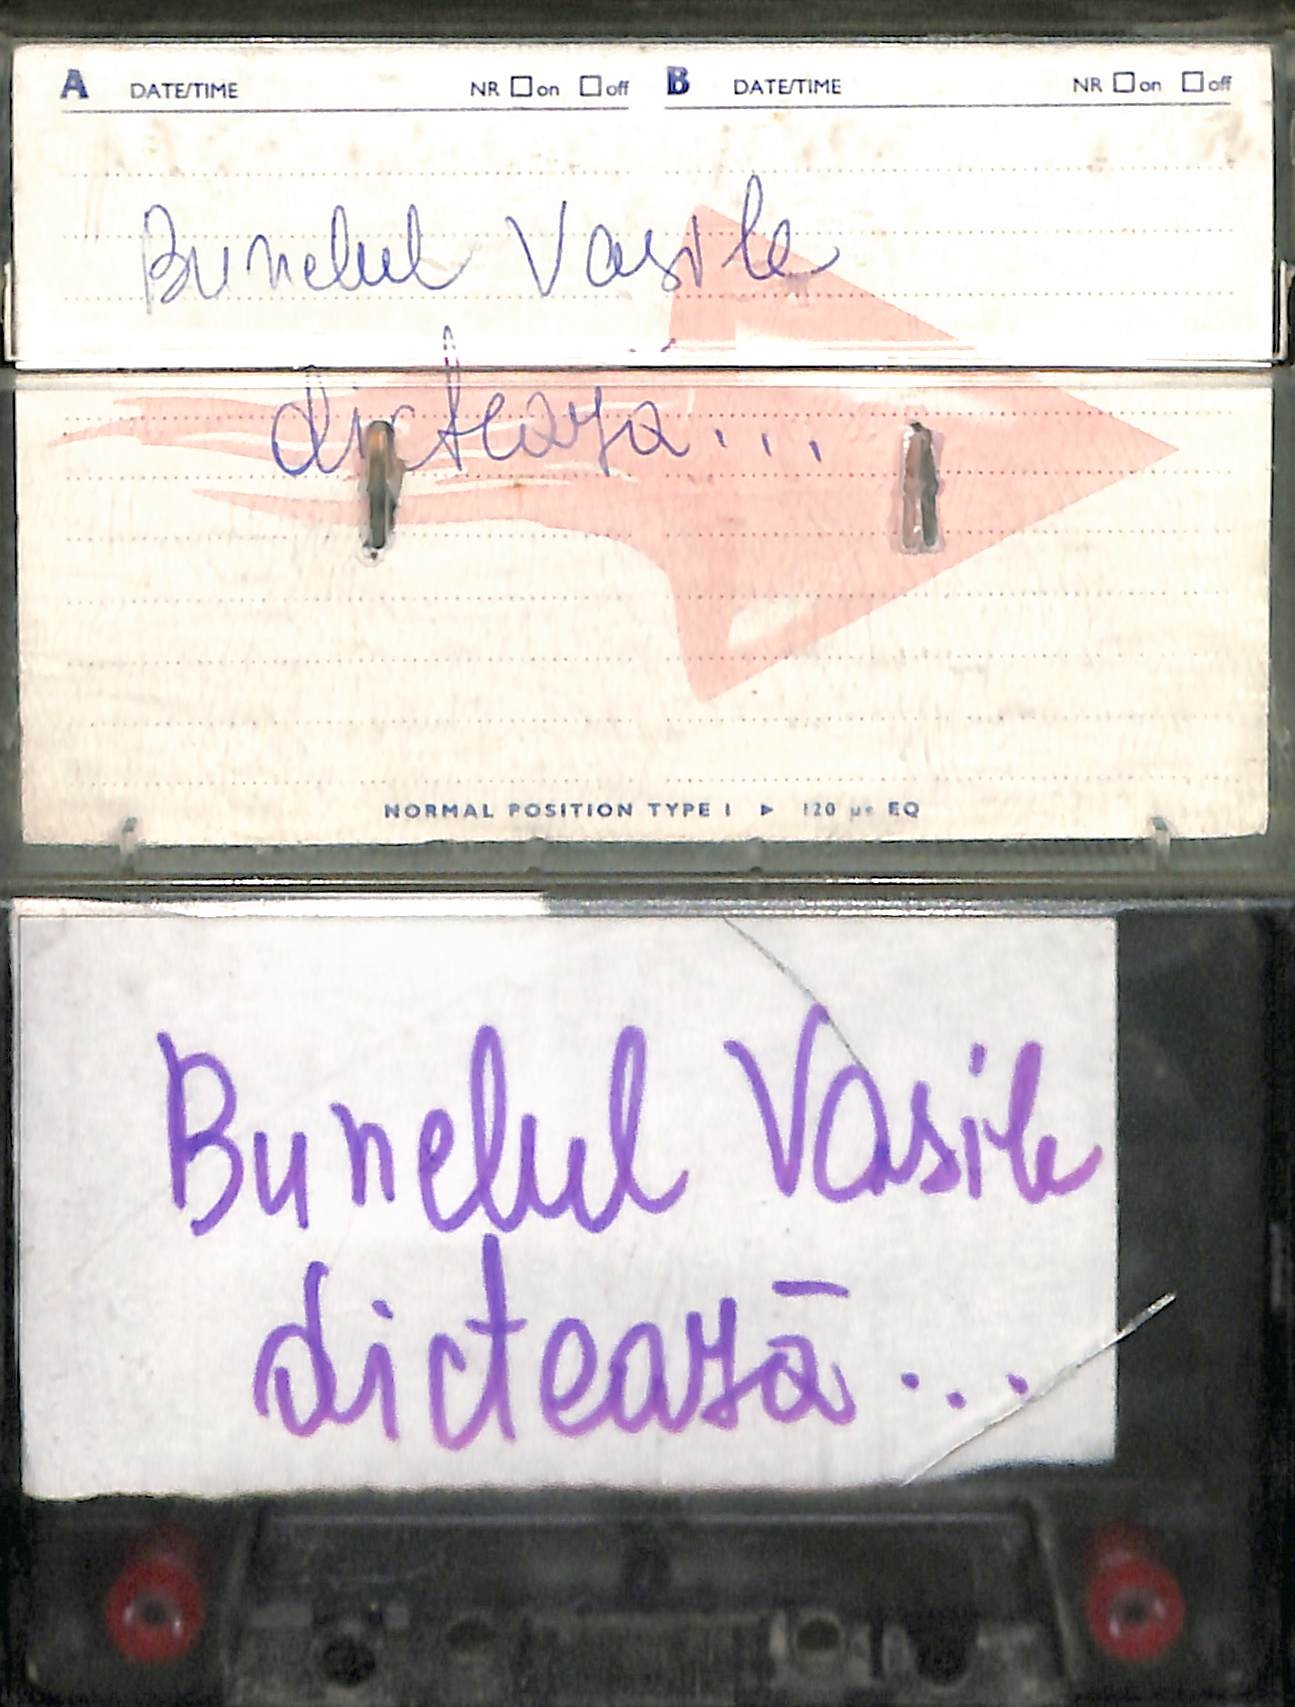 A DATE/TIME NR on off B DATE/TIME NR on off
Bunelul Vasile
dictează...
NORMAL POSITION TYPE I ▶ 120 µs EQ
Bunelul Vasile
dictează...